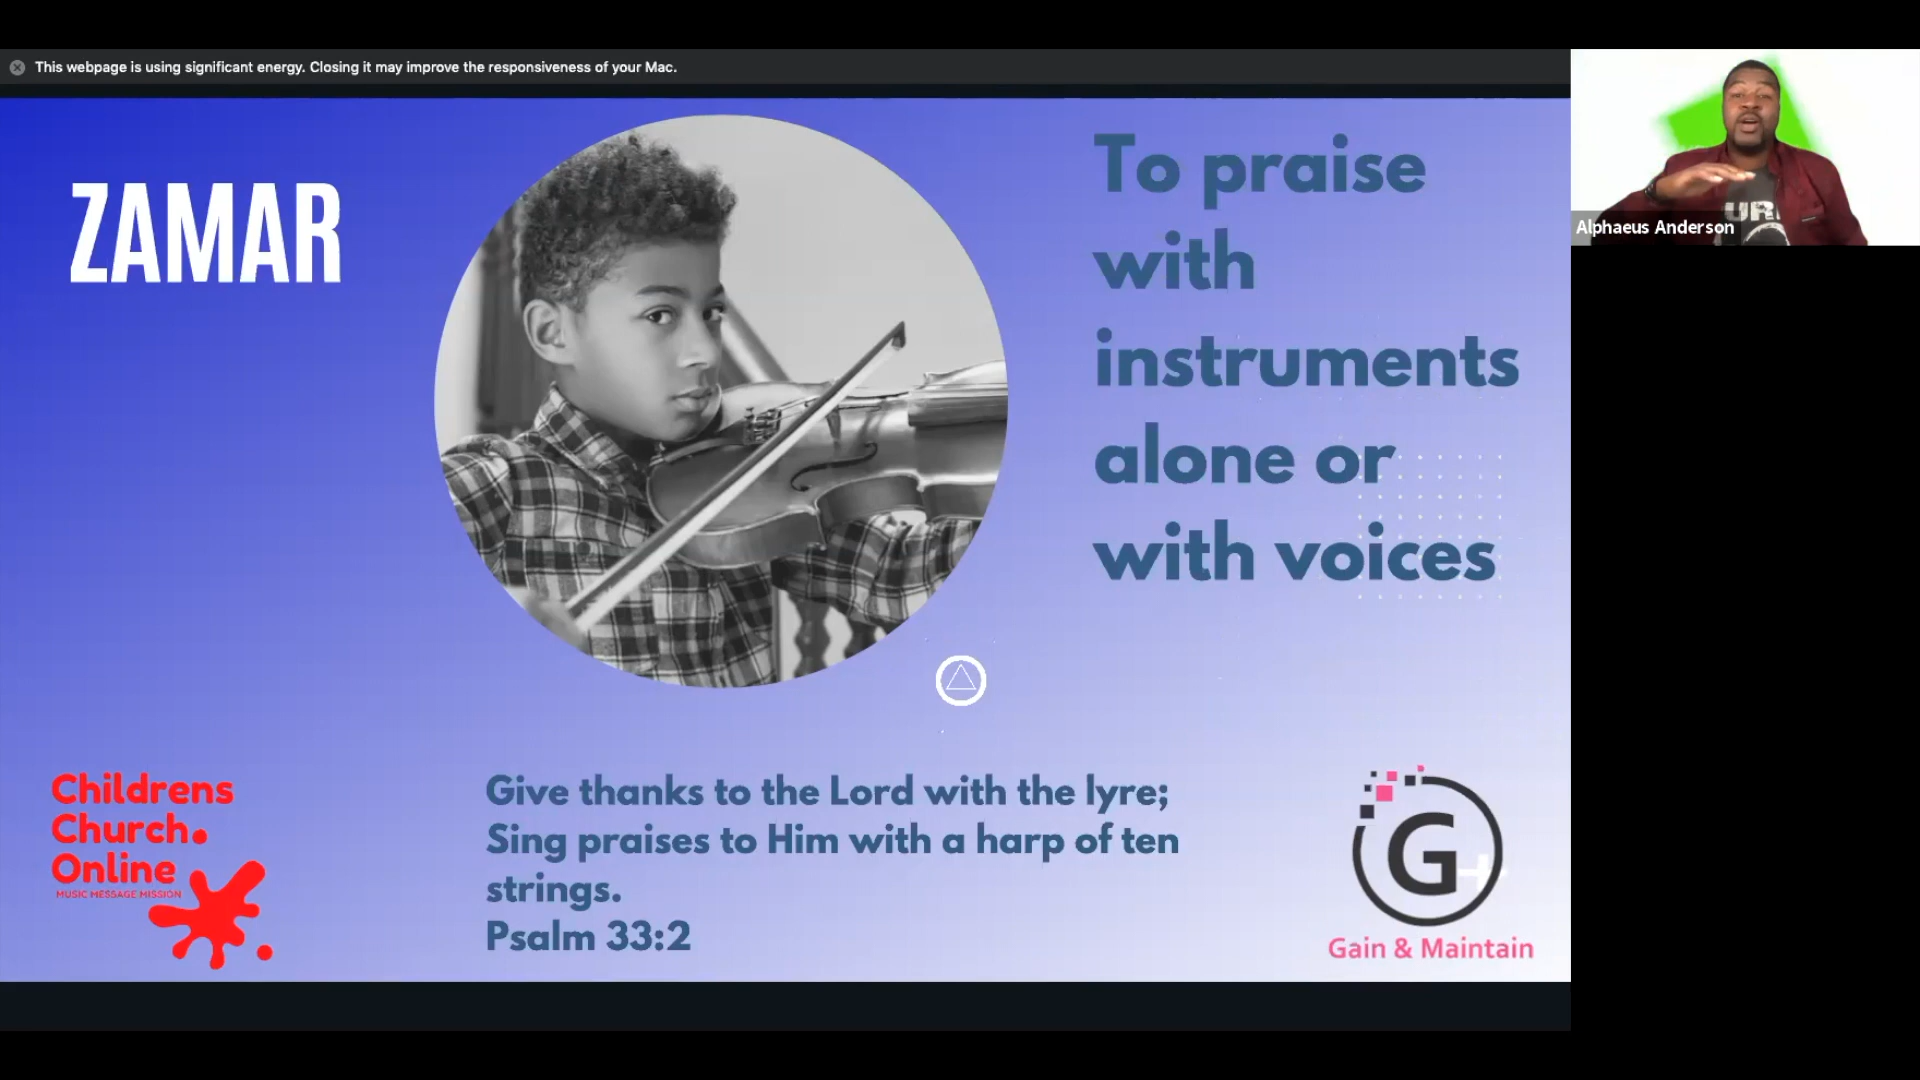 This webpage is using significant energy. Closing it may improve the responsiveness of your Mac.
ZAMAR
To praise
with
instruments
alone or
with voices
Alphaeus Anderson
Give thanks to the Lord with the lyre;
Sing praises to Him with a harp of ten
strings.
Psalm 33:2
Childrens
Church.
Online
MUSIC MESSAGE MISSION
G+
Gain & Maintain